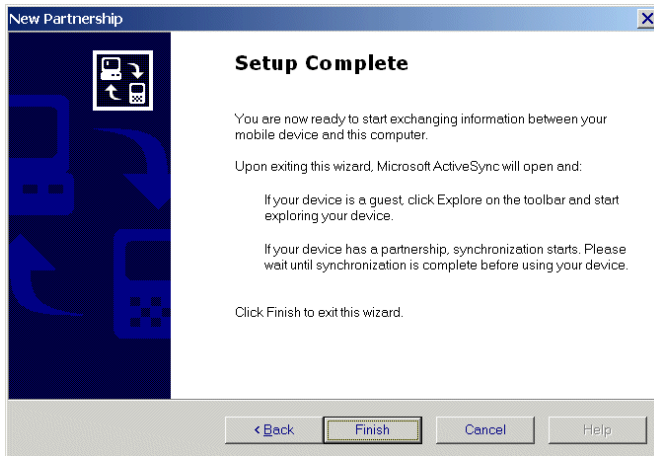 New Partnership
Setup Complete
You are now ready to start exchanging information between your
mobile device and this computer.
Upon exiting this wizard, Microsoft ActiveSync will open and:
If your device is a guest, click Explore on the toolbar and start
exploring your device.
If your device has a partnership, synchronization starts. Please
wait until synchronization is complete before using your device.
Click Finish to exit this wizard.
< Back Finish Cancel Help